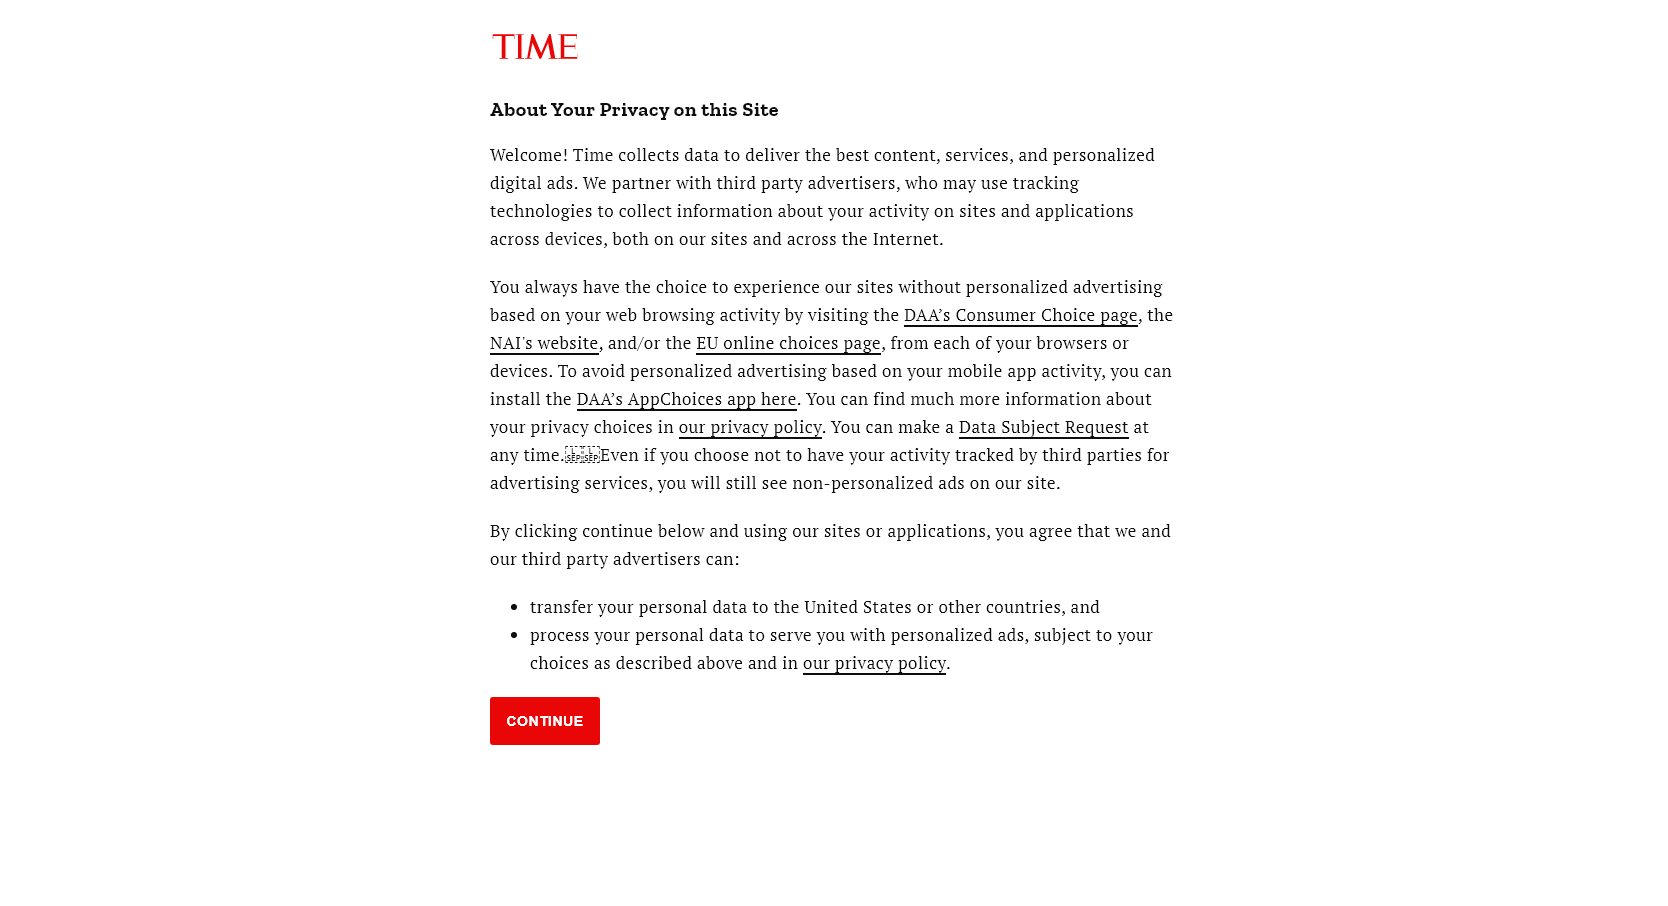 TIME
About Your Privacy on this Site
Welcome! Time collects data to deliver the best content, services, and personalized
digital ads. We partner with third party advertisers, who may use tracking
technologies to collect information about your activity on sites and applications
across devices, both on our sites and across the Internet.
You always have the choice to experience our sites without personalized advertising
based on your web browsing activity by visiting the DAA’s Consumer Choice page, the
NAI's website, and/or the EU online choices page, from each of your browsers or
devices. To avoid personalized advertising based on your mobile app activity, you can
install the DAA’s AppChoices app here. You can find much more information about
your privacy choices in our privacy policy. You can make a Data Subject Request at
any time.Even if you choose not to have your activity tracked by third parties for
advertising services, you will still see non-personalized ads on our site.
By clicking continue below and using our sites or applications, you agree that we and
our third party advertisers can:
• transfer your personal data to the United States or other countries, and
• process your personal data to serve you with personalized ads, subject to your
choices as described above and in our privacy policy.
CONTINUE